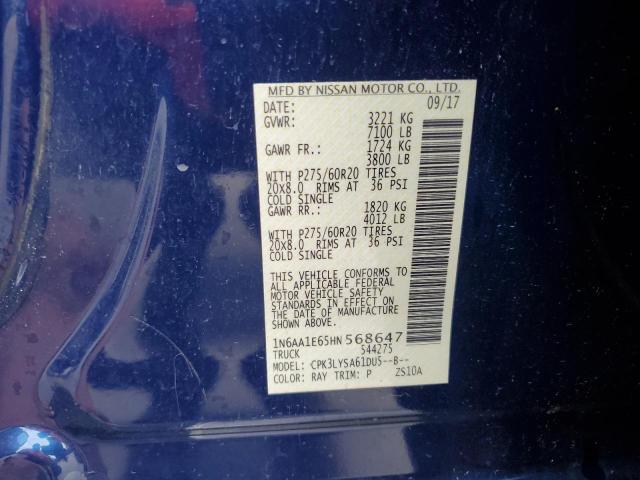 MFD BY NISSAN MOTOR CO., LTD.
DATE: 09/17
GVWR: 3221 KG
7100 LB
GAWR FR.: 1724 KG
3800 LB
WITH P275/60R20 TIRES
20x8.0 RIMS AT 36 PSI
COLD SINGLE
GAWR RR.: 1820 KG
4012 LB
WITH P275/60R20 TIRES
20x8.0 RIMS AT 36 PSI
COLD SINGLE
THIS VEHICLE CONFORMS TO
ALL APPLICABLE FEDERAL
MOTOR VEHICLE SAFETY
STANDARDS IN EFFECT ON
THE DATE OF MANUFACTURE
SHOWN ABOVE.
1N6AA1E65HN568647
TRUCK 544275
MODEL: CPK3LYSA61DU5--B--
COLOR: RAY TRIM: P ZS10A